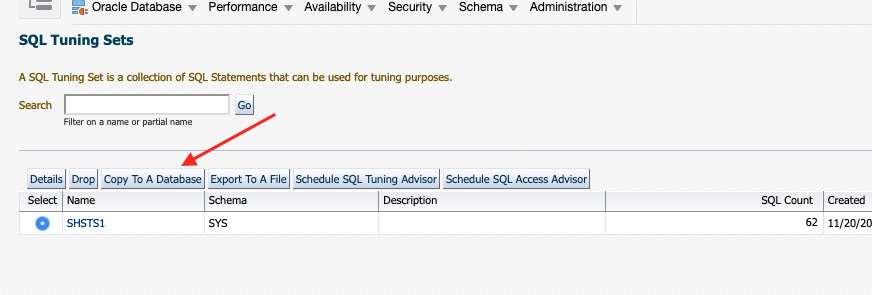 Oracle Database Performance Availability Security Schema Administration
SQL Tuning Sets
A SQL Tuning Set is a collection of SQL Statements that can be used for tuning purposes.
Search Go
Filter on a name or partial name
Details Drop Copy To A Database Export To A File Schedule SQL Tuning Advisor Schedule SQL Access Advisor
Select Name Schema Description SQL Count Created
SHSTS1 SYS 62 11/20/20